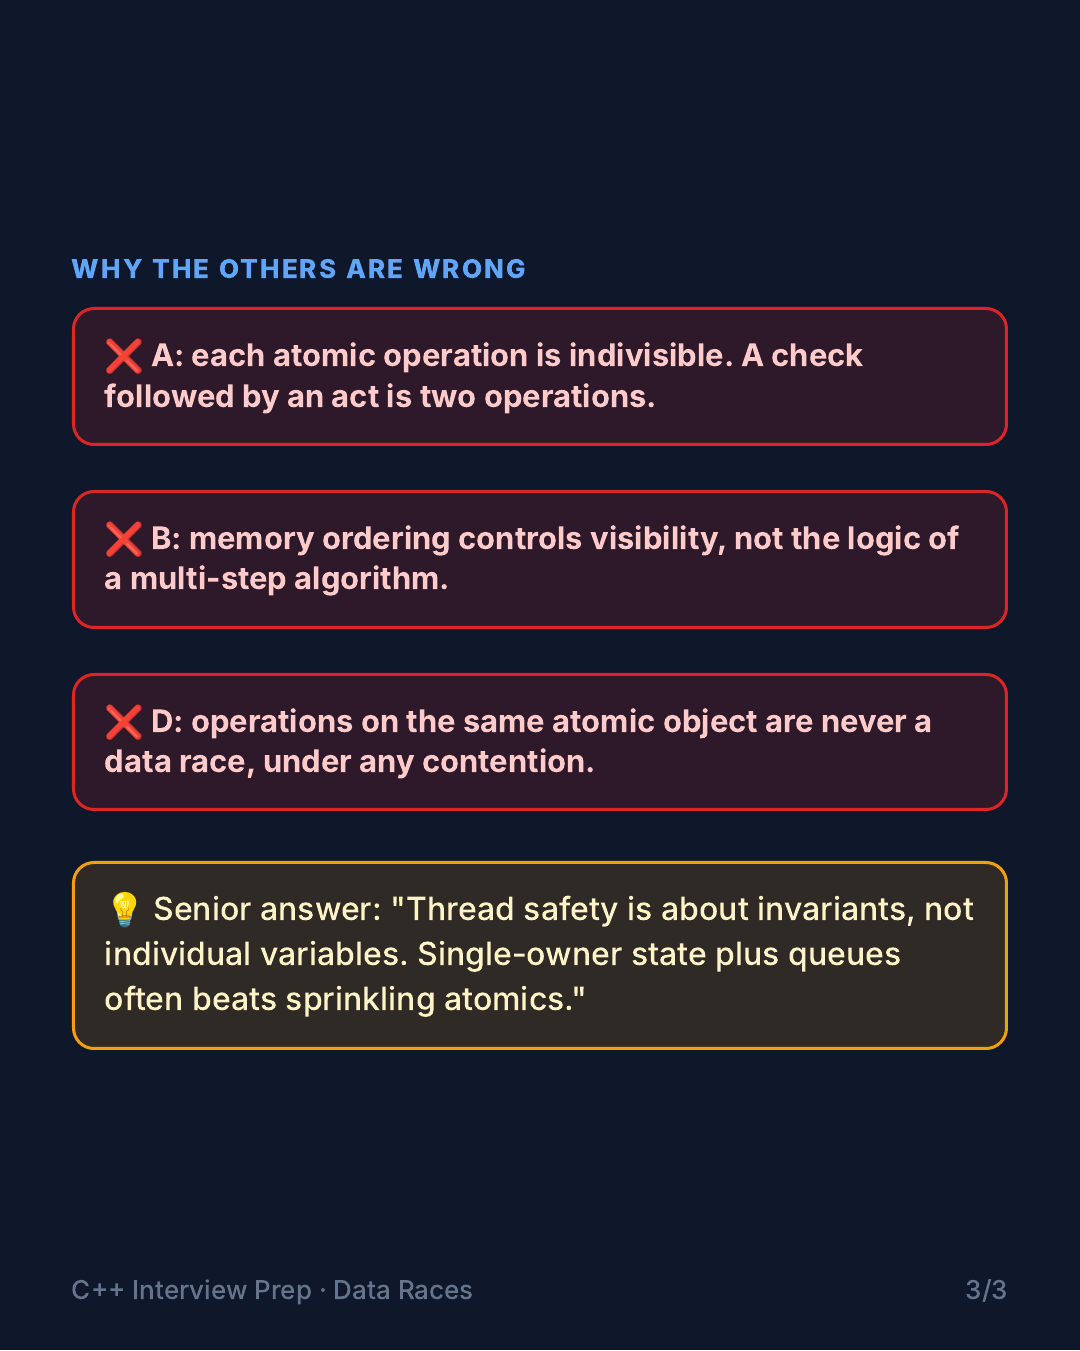 WHY THE OTHERS ARE WRONG
❌ A: each atomic operation is indivisible. A check
followed by an act is two operations.
❌ B: memory ordering controls visibility, not the logic of
a multi-step algorithm.
❌ D: operations on the same atomic object are never a
data race, under any contention.
💡 Senior answer: "Thread safety is about invariants, not
individual variables. Single-owner state plus queues
often beats sprinkling atomics."
C++ Interview Prep · Data Races
3/3